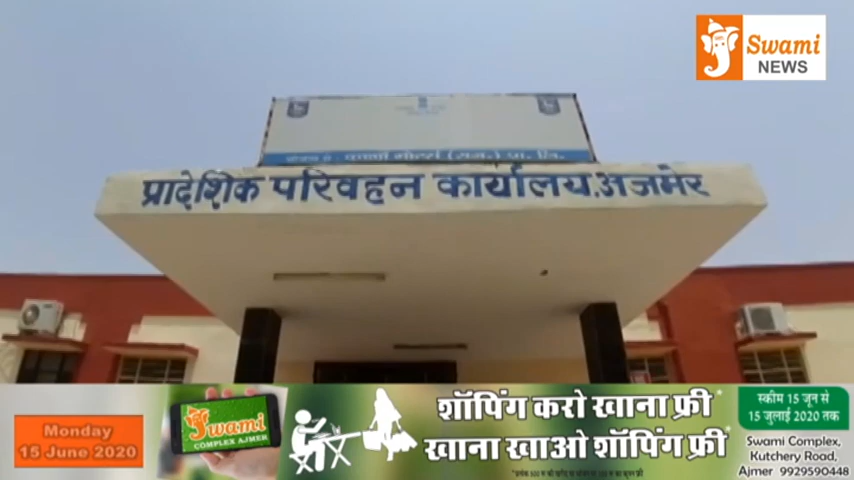 Swami
NEWS
प्रादेशिक परिवहन कार्यालय.अजमेर
Monday
15 June 2020
Swami
COMPLEX AJMER
शॉपिंग करो खाना फ्री*
खाना खाओ शॉपिंग फ्री*
स्कीम 15 जून से
15 जुलाई 2020 तक
Swami Complex,
Kutchery Road,
Ajmer 9929590448